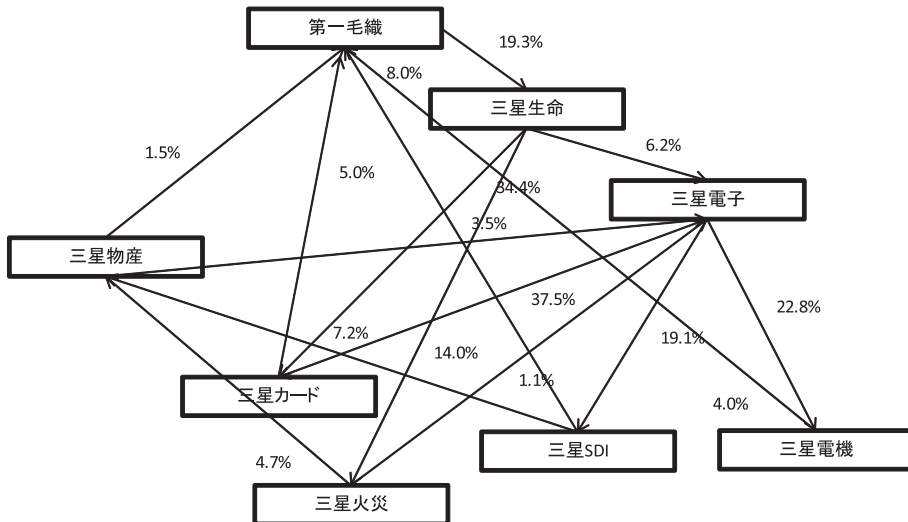 第一毛織
19.3%
8.0%
三星生命
1.5%
5.0%
6.2%
34.4%
三星電子
3.5%
三星物産
37.5%
22.8%
7.2%
19.1%
14.0%
1.1%
三星カード
4.0%
三星SDI
三星電機
4.7%
三星火災